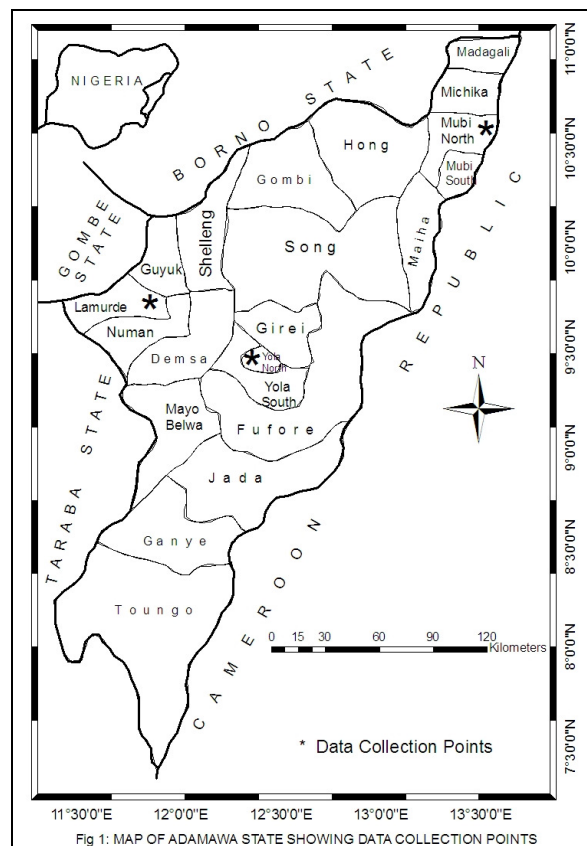 NIGERIA
BORNO STATE
GOMBE STATE
TARABA STATE
REPUBLIC
CAMEROON
Madagali
Michika
Mubi North *
Mubi South
Hong
Gombi
Maiha
Song
Shelleng
Guyuk
Lamurde *
Numan
Girei
Demsa
* Yola North
Yola South
Mayo Belwa
Fufore
Jada
Ganye
Toungo
N
0 15 30 60 90 120
Kilometers
* Data Collection Points
11°0'0"N
10°30'0"N
10°0'0"N
9°30'0"N
9°0'0"N
8°30'0"N
8°0'0"N
7°30'0"N
11°30'0"E 12°0'0"E 12°30'0"E 13°0'0"E 13°30'0"E
Fig 1: MAP OF ADAMAWA STATE SHOWING DATA COLLECTION POINTS